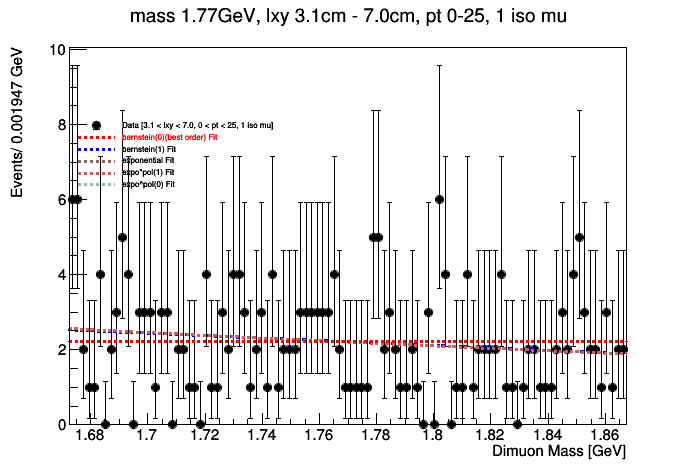 mass 1.77GeV, lxy 3.1cm - 7.0cm, pt 0-25, 1 iso mu
Events/ 0.001947 GeV
10
8
6
4
2
0
Data [3.1 < lxy < 7.0, 0 < pt < 25, 1 iso mu]
bernstein(0)(best order) Fit
bernstein(1) Fit
exponential Fit
expo*pol(1) Fit
expo*pol(0) Fit
1.68 1.7 1.72 1.74 1.76 1.78 1.8 1.82 1.84 1.86
Dimuon Mass [GeV]